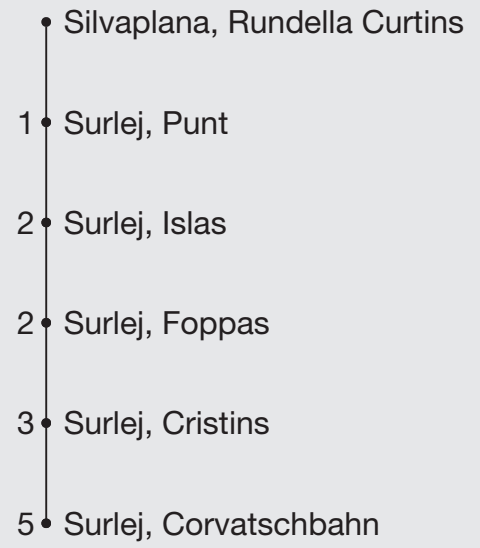 Silvaplana, Rundella Curtins
1 Surlej, Punt
2 Surlej, Islas
2 Surlej, Foppas
3 Surlej, Cristins
5 Surlej, Corvatschbahn